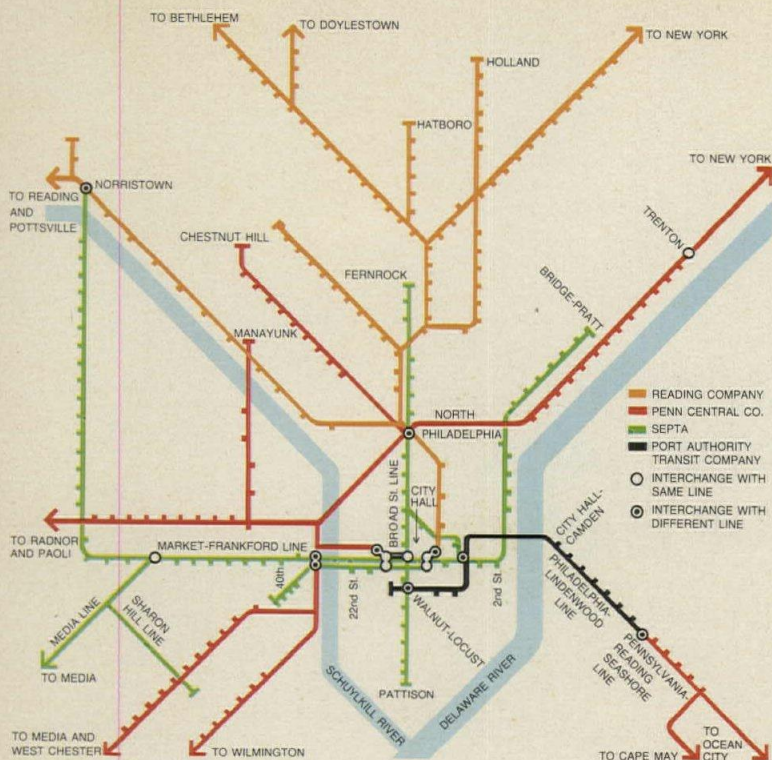 TO BETHLEHEM
TO DOYLESTOWN
TO NEW YORK
HOLLAND
HATBORO
TO NEW YORK
NORRISTOWN
TO READING
AND
POTTSVILLE
CHESTNUT HILL
TRENTON
FERNROCK
BRIDGE-PRATT
MANAYUNK
READING COMPANY
PENN CENTRAL CO.
SEPTA
PORT AUTHORITY
TRANSIT COMPANY
INTERCHANGE WITH
SAME LINE
INTERCHANGE WITH
DIFFERENT LINE
NORTH
PHILADELPHIA
BROAD St. LINE
CITY
HALL
TO RADNOR
AND PAOLI
MARKET-FRANKFORD LINE
CITY HALL-
CAMDEN
PHILADELPHIA-
LINDENWOOD
LINE
40th
22nd St.
2nd St.
WALNUT-LOCUST
MEDIA LINE
SHARON
HILL LINE
PENNSYLVANIA-
READING
SEASHORE
LINE
TO MEDIA
PATTISON
SCHUYLKILL RIVER
DELAWARE RIVER
TO MEDIA AND
WEST CHESTER
TO WILMINGTON
TO CAPE MAY
TO
OCEAN
CITY